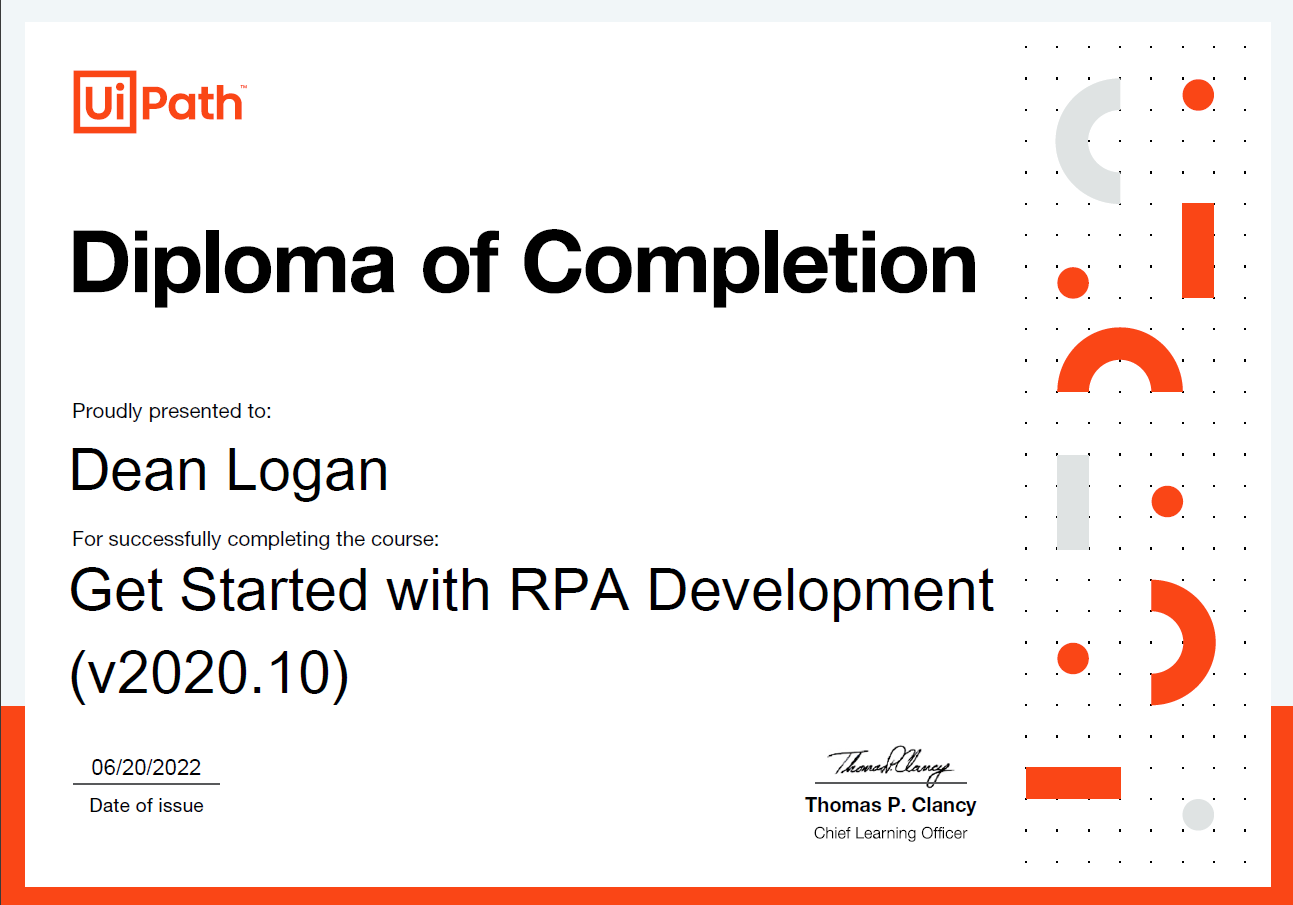 UiPath™
Diploma of Completion
Proudly presented to:
Dean Logan
For successfully completing the course:
Get Started with RPA Development
(v2020.10)
06/20/2022
Date of issue
Thomas P. Clancy
Thomas P. Clancy
Chief Learning Officer